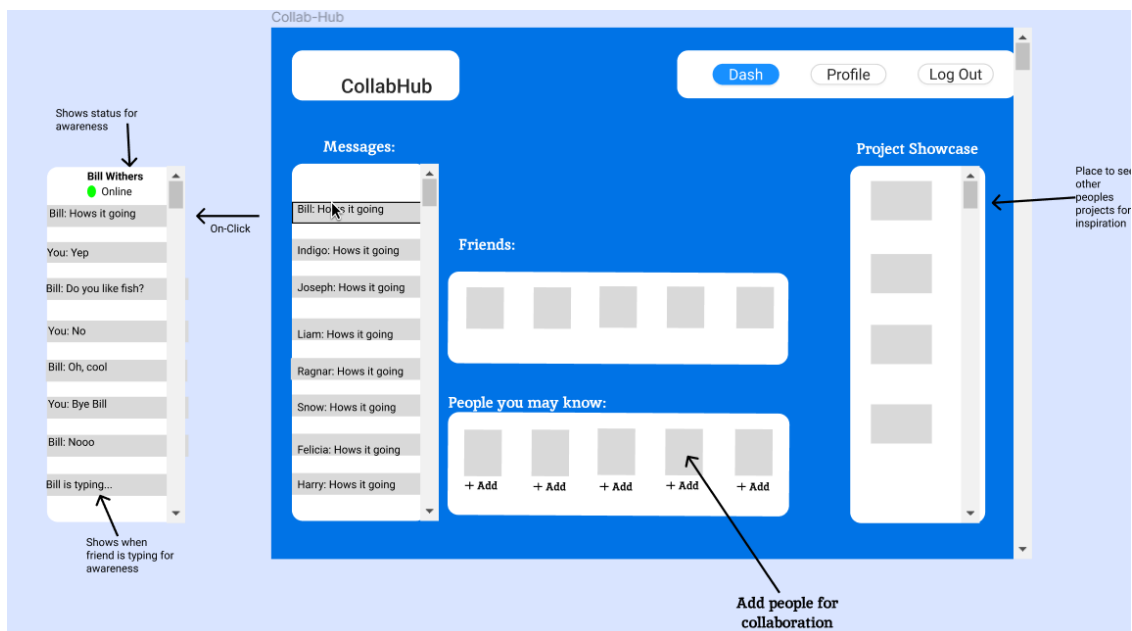 Collab-Hub
CollabHub
Dash
Profile
Log Out
Shows status for
awareness
Bill Withers
Online
Bill: Hows it going
You: Yep
Bill: Do you like fish?
You: No
Bill: Oh, cool
You: Bye Bill
Bill: Nooo
Bill is typing...
Shows when
friend is typing for
awareness
On-Click
Messages:
Bill: Hows it going
Indigo: Hows it going
Joseph: Hows it going
Liam: Hows it going
Ragnar: Hows it going
Snow: Hows it going
Felicia: Hows it going
Harry: Hows it going
Friends:
People you may know:
+ Add
+ Add
+ Add
+ Add
+ Add
Add people for
collaboration
Project Showcase
Place to see
other
peoples
projects for
inspiration